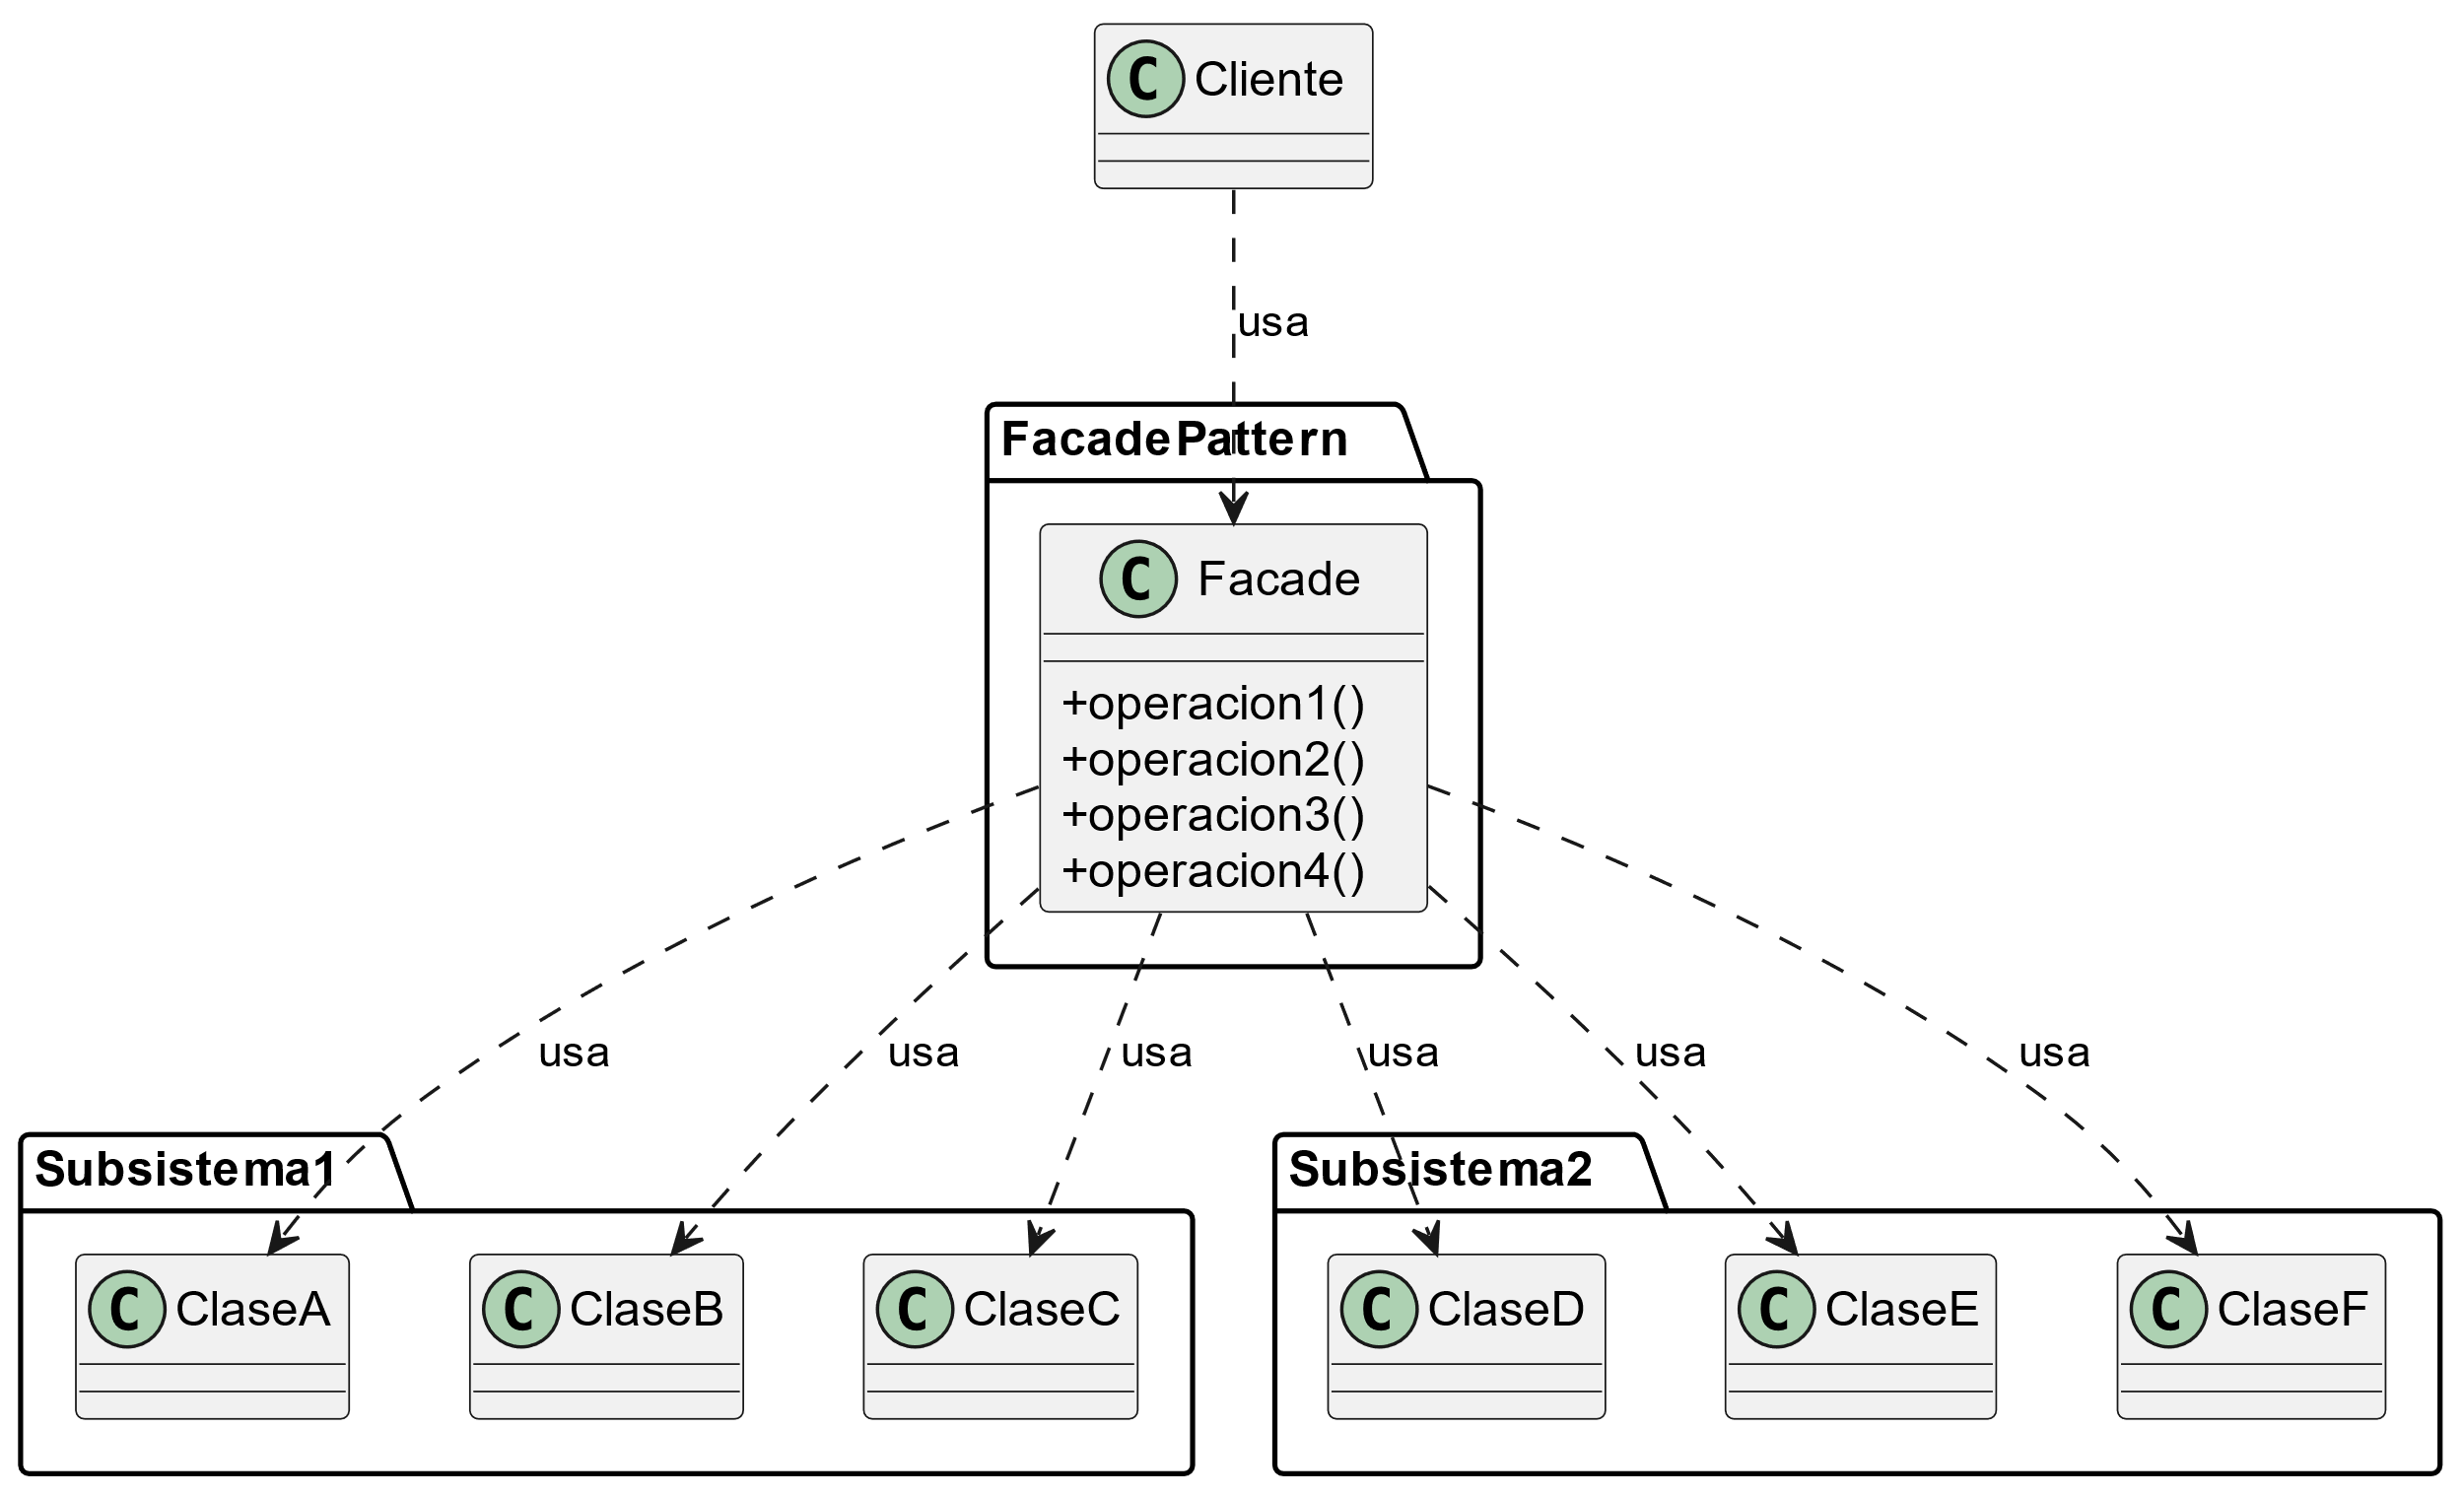 C Cliente
usa
FacadePattern
C Facade
+operacion1()
+operacion2()
+operacion3()
+operacion4()
usa usa usa usa usa usa
Subsistema1 Subsistema2
C ClaseA C ClaseB C ClaseC C ClaseD C ClaseE C ClaseF